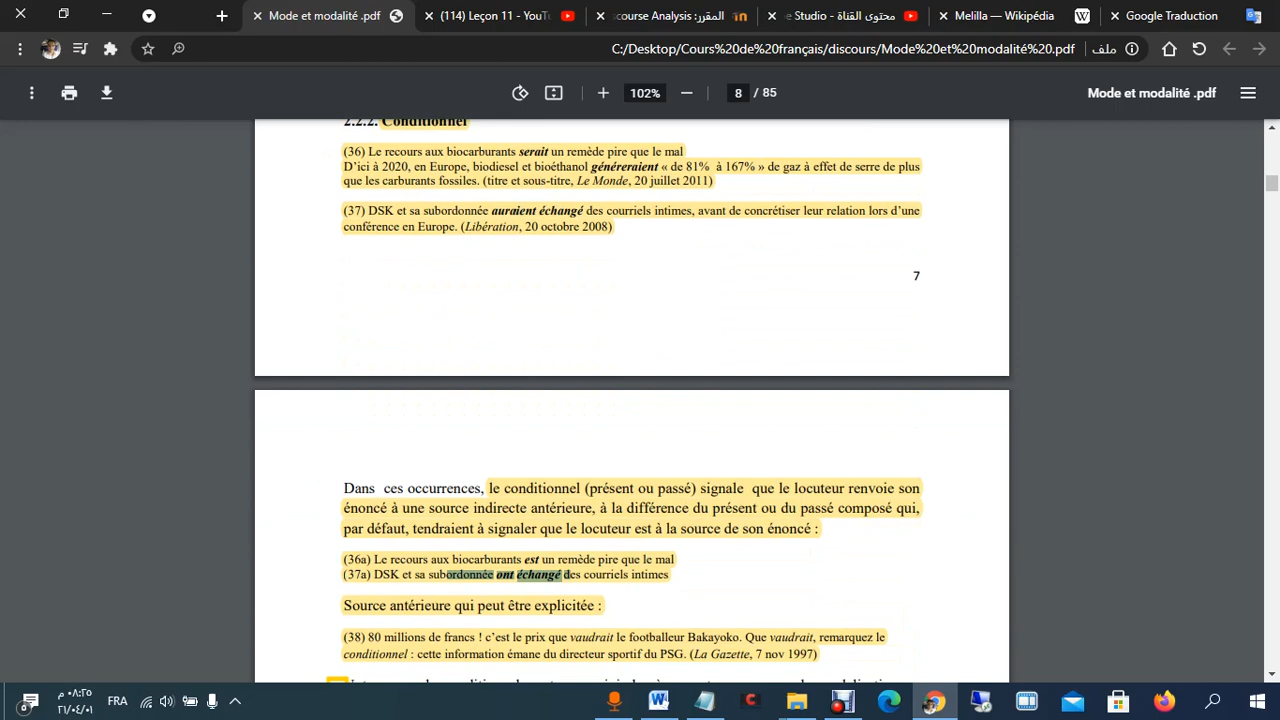 Mode et modalité .pdf
(114) Leçon 11 - YouT
course Analysis :المقرر
e Studio - محتوى القناة
Melilla — Wikipédia
Google Traduction
C:/Desktop/Cours%20de%20français/discours/Mode%20et%20modalité%20.pdf
ملف
102%
8 / 85
Mode et modalité .pdf
2.2.2. Conditionnel
(36) Le recours aux biocarburants serait un remède pire que le mal
D’ici à 2020, en Europe, biodiesel et bioéthanol généreraient « de 81% à 167% » de gaz à effet de serre de plus
que les carburants fossiles. (titre et sous-titre, Le Monde, 20 juillet 2011)
(37) DSK et sa subordonnée auraient échangé des courriels intimes, avant de concrétiser leur relation lors d’une
conférence en Europe. (Libération, 20 octobre 2008)
7
Dans ces occurrences, le conditionnel (présent ou passé) signale que le locuteur renvoie son
énoncé à une source indirecte antérieure, à la différence du présent ou du passé composé qui,
par défaut, tendraient à signaler que le locuteur est à la source de son énoncé :
(36a) Le recours aux biocarburants est un remède pire que le mal
(37a) DSK et sa subordonnée ont échangé des courriels intimes
Source antérieure qui peut être explicitée :
(38) 80 millions de francs ! c’est le prix que vaudrait le footballeur Bakayoko. Que vaudrait, remarquez le
conditionnel : cette information émane du directeur sportif du PSG. (La Gazette, 7 nov 1997)
FRA
٠٨:٢٥ م
٢١/٠٤/٠١